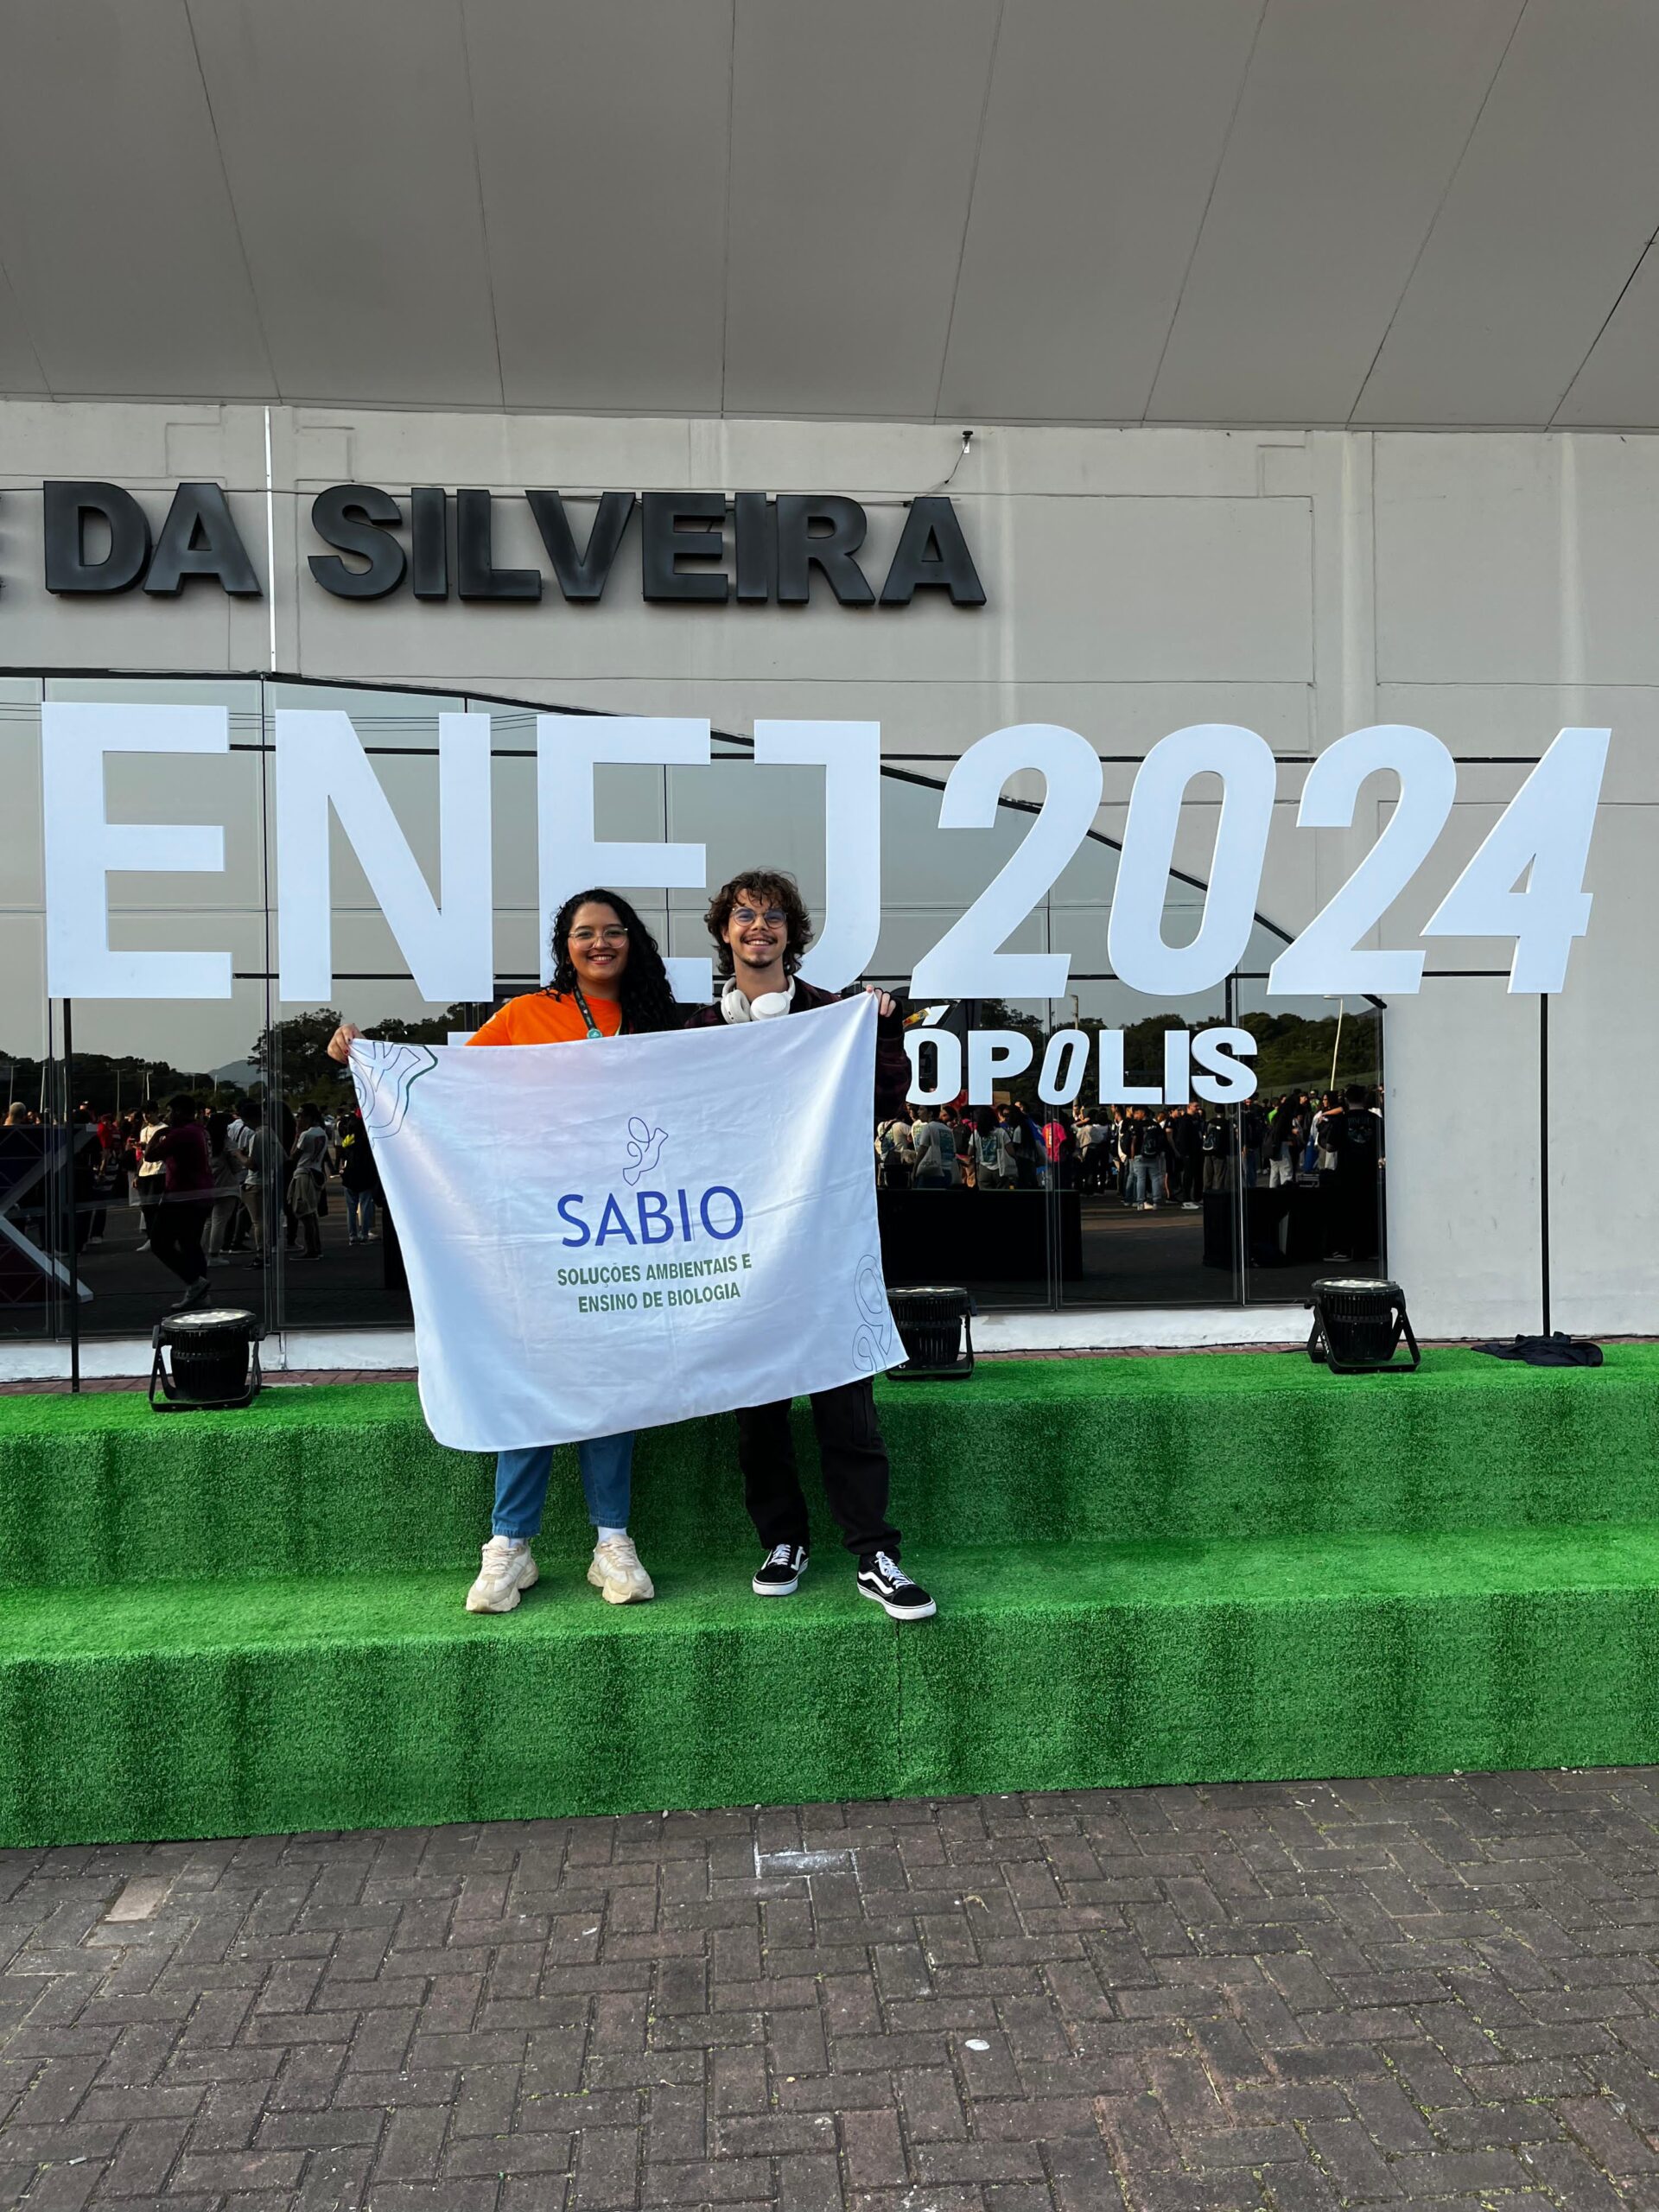 DA SILVEIRA
ENEJ 2024
ÓPOLIS
SABIO
SOLUÇÕES AMBIENTAIS E
ENSINO DE BIOLOGIA